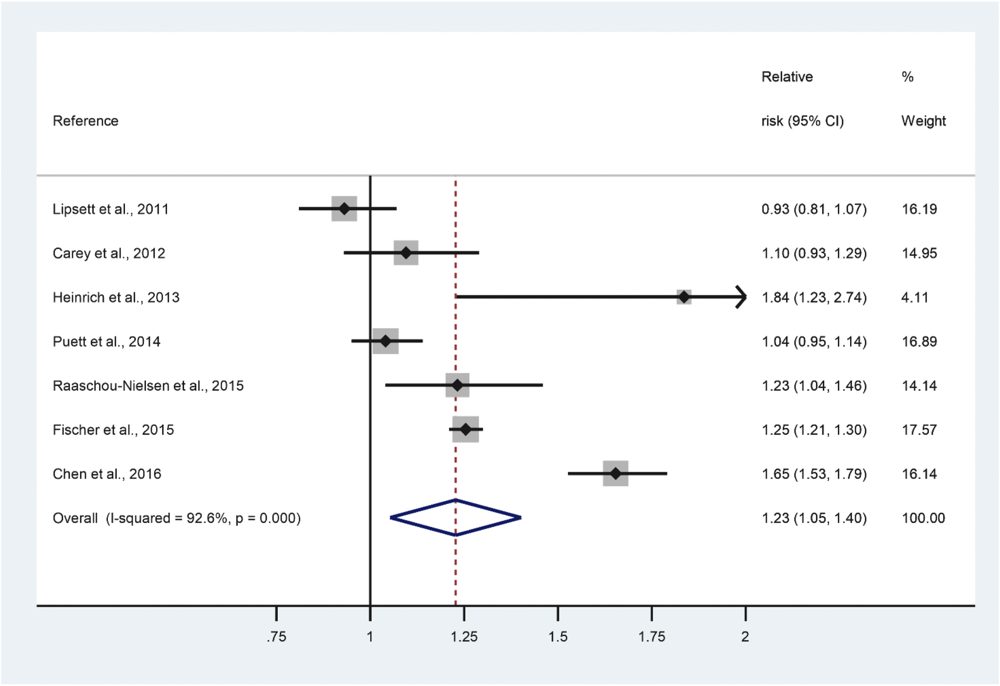 Relative %
Reference risk (95% CI) Weight
Lipsett et al., 2011 0.93 (0.81, 1.07) 16.19
Carey et al., 2012 1.10 (0.93, 1.29) 14.95
Heinrich et al., 2013 1.84 (1.23, 2.74) 4.11
Puett et al., 2014 1.04 (0.95, 1.14) 16.89
Raaschou-Nielsen et al., 2015 1.23 (1.04, 1.46) 14.14
Fischer et al., 2015 1.25 (1.21, 1.30) 17.57
Chen et al., 2016 1.65 (1.53, 1.79) 16.14
Overall (I-squared = 92.6%, p = 0.000) 1.23 (1.05, 1.40) 100.00
.75 1 1.25 1.5 1.75 2